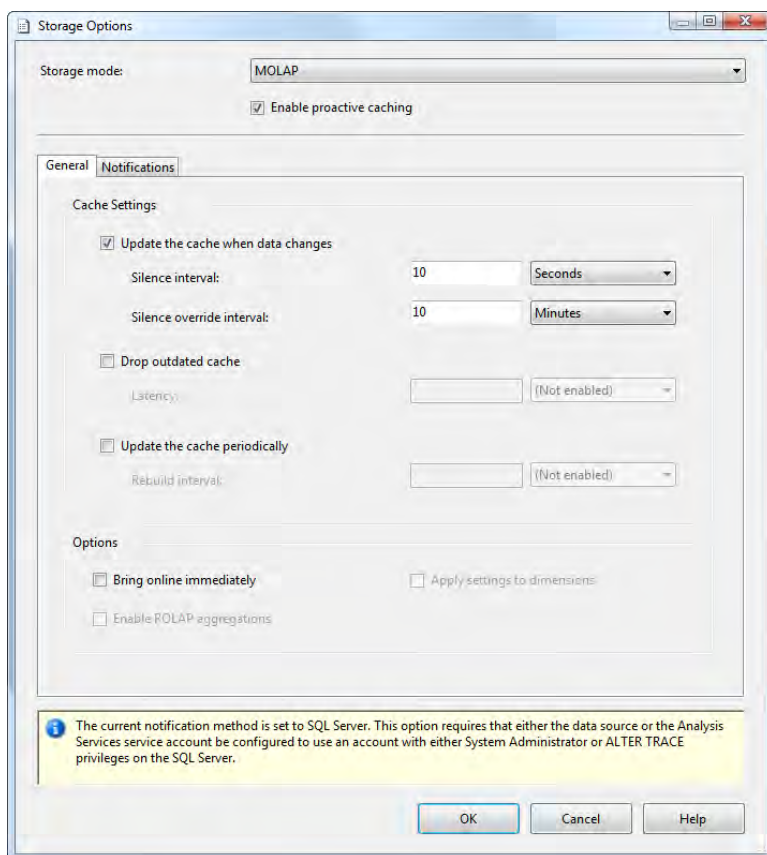 Storage Options
Storage mode: MOLAP
Enable proactive caching
General Notifications
Cache Settings
Update the cache when data changes
Silence interval: 10 Seconds
Silence override interval: 10 Minutes
Drop outdated cache
Latency: (Not enabled)
Update the cache periodically
Rebuild interval: (Not enabled)
Options
Bring online immediately Apply settings to dimensions
Enable ROLAP aggregations
The current notification method is set to SQL Server. This option requires that either the data source or the Analysis
Services service account be configured to use an account with either System Administrator or ALTER TRACE
privileges on the SQL Server.
OK Cancel Help